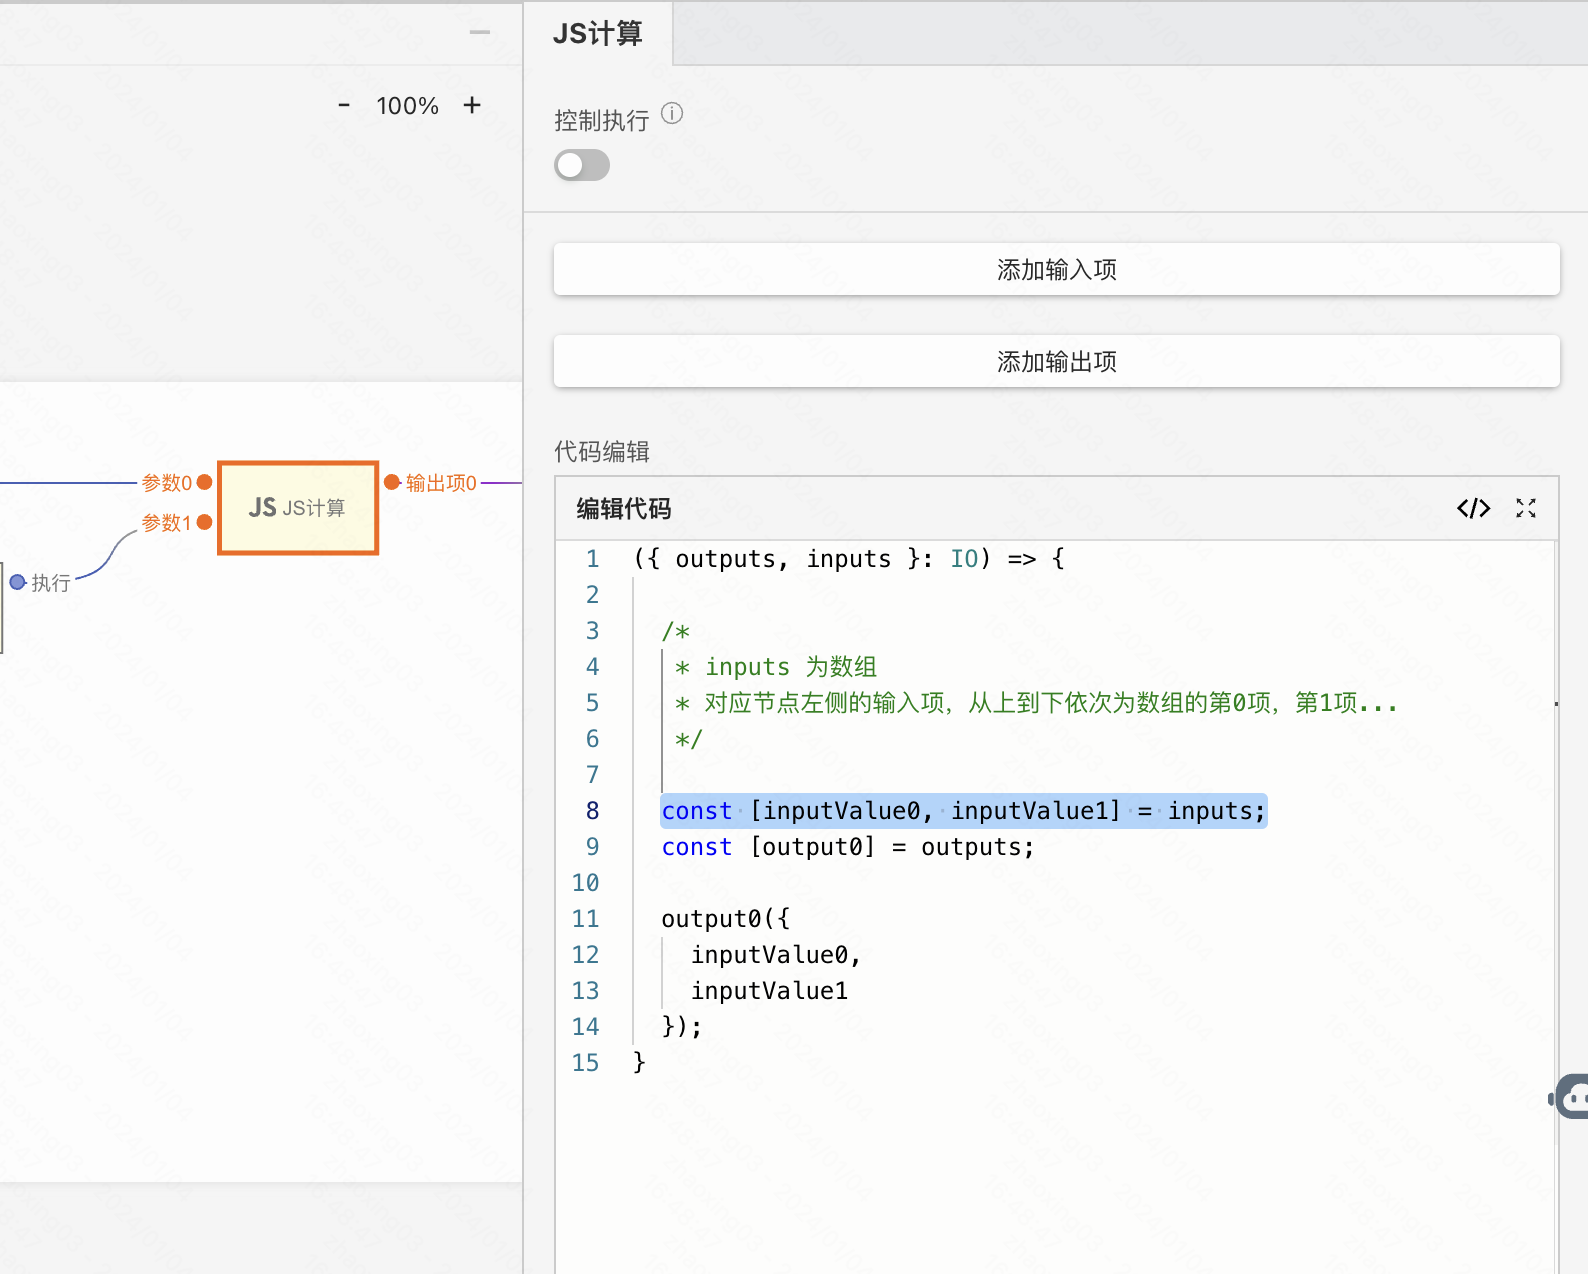 JS计算
- 100% +
控制执行
添加输入项
添加输出项
代码编辑
参数0
参数1
JS JS计算
输出项0
执行
编辑代码
</>
1 ({ outputs, inputs }: IO) => {
2
3 /*
4 * inputs 为数组
5 * 对应节点左侧的输入项，从上到下依次为数组的第0项，第1项...
6 */
7
8 const [inputValue0, inputValue1] = inputs;
9 const [output0] = outputs;
10
11 output0({
12 inputValue0,
13 inputValue1
14 });
15 }